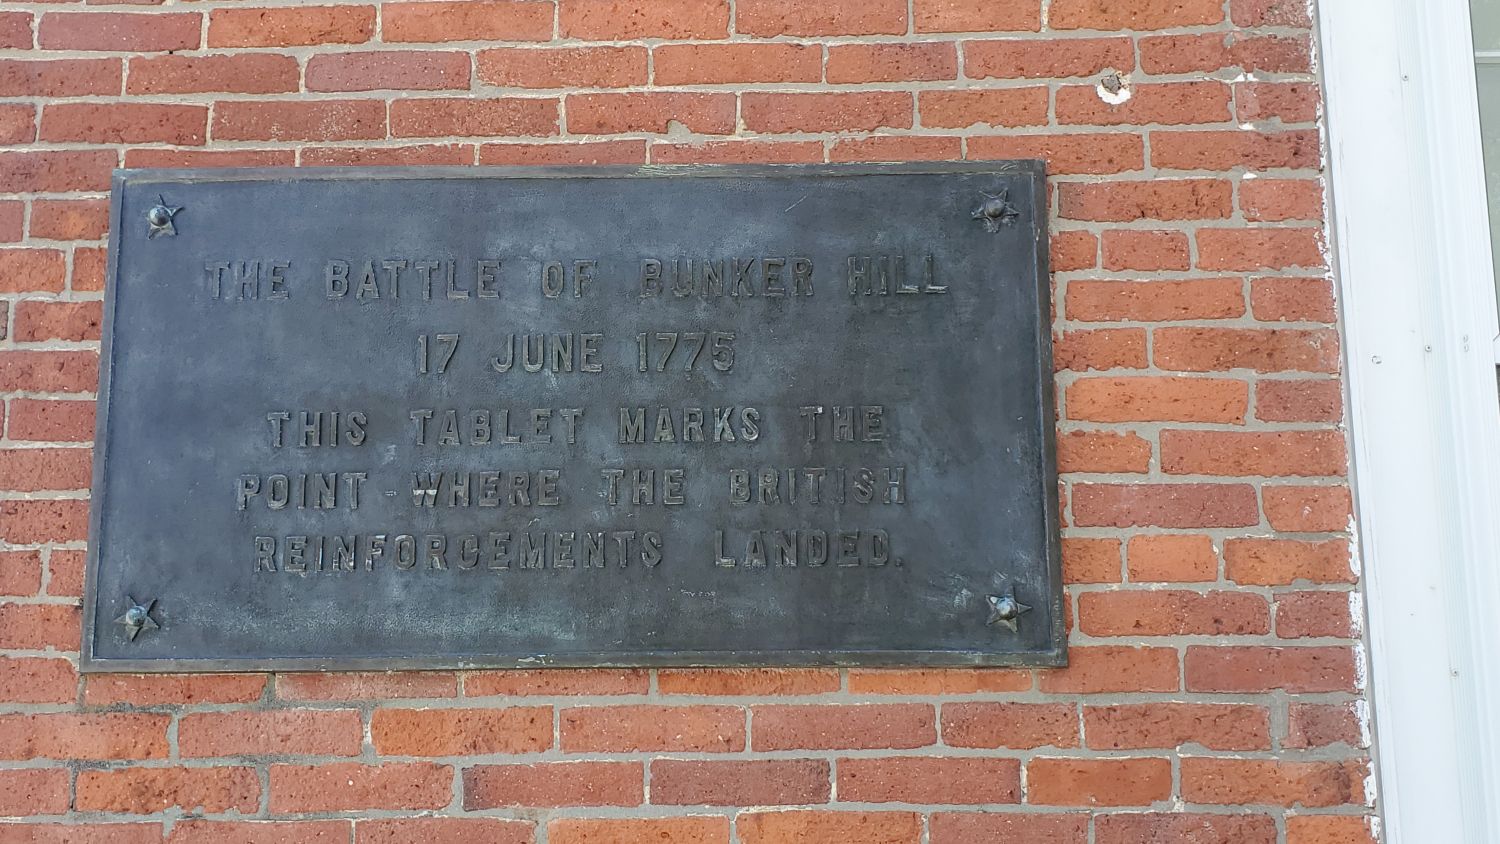 THE BATTLE OF BUNKER HILL
17 JUNE 1775
THIS TABLET MARKS THE
POINT WHERE THE BRITISH
REINFORCEMENTS LANDED.